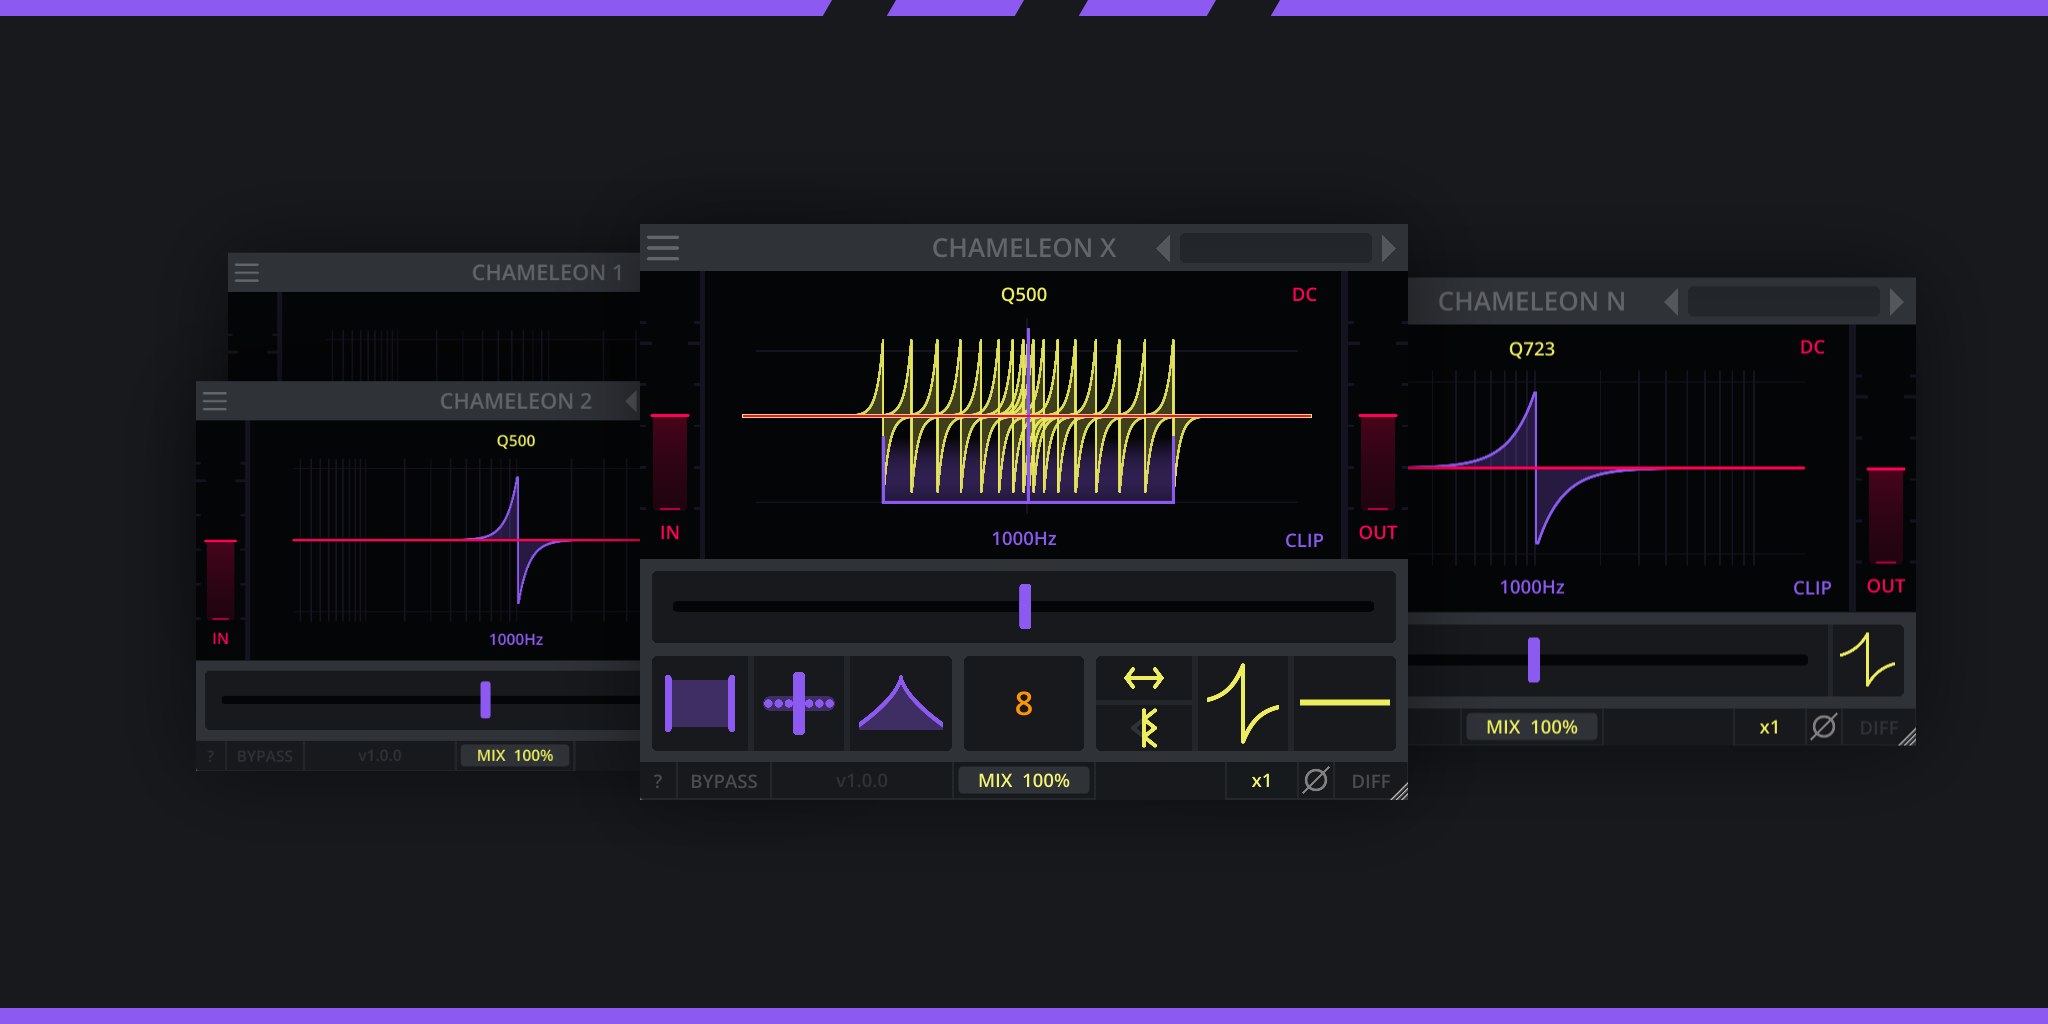 CHAMELEON 1
CHAMELEON 2
Q500
1000Hz
IN
? BYPASS v1.0.0 MIX 100%
CHAMELEON X
Q500
DC
IN
1000Hz
CLIP
OUT
8
? BYPASS v1.0.0 MIX 100% x1 DIFF
CHAMELEON N
Q723
DC
1000Hz
CLIP
OUT
MIX 100% x1 DIFF